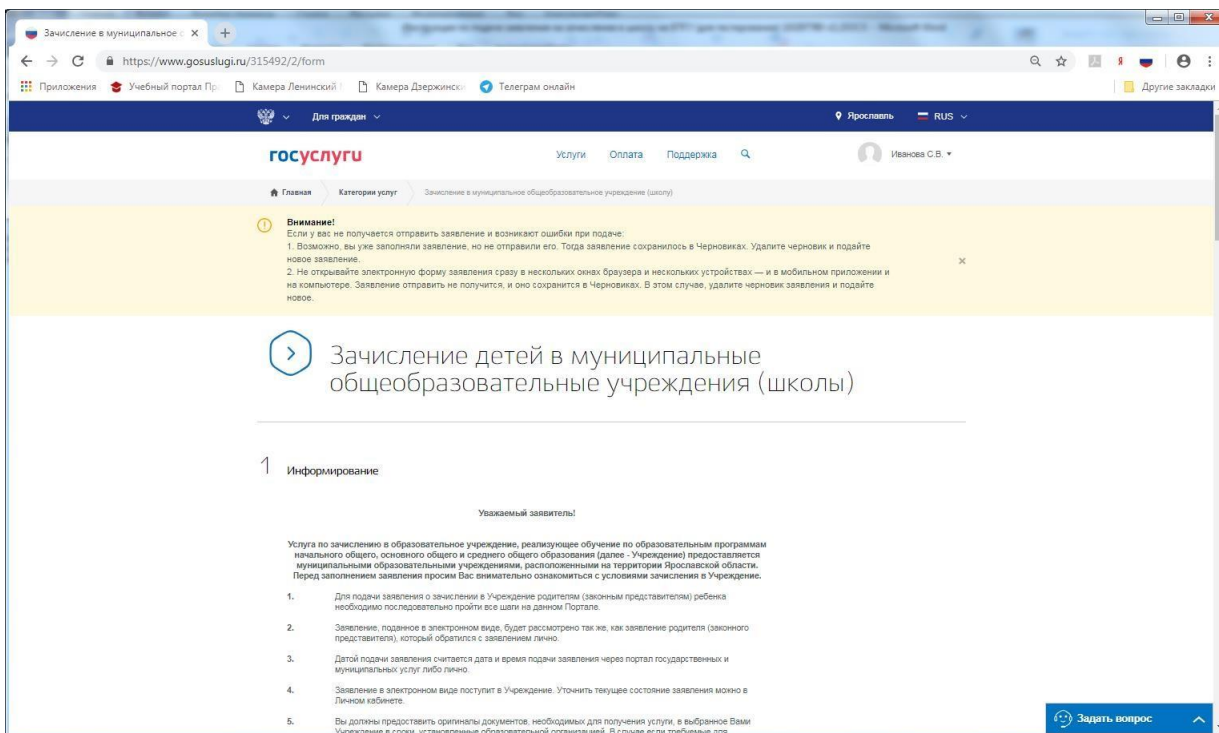 Зачисление в муниципальное с
https://www.gosuslugi.ru/315492/2/form
Приложения Учебный портал Пр Камера Ленинский Камера Дзержинск Телеграм онлайн Другие закладки
Для граждан Ярославль RUS
госуслуги Услуги Оплата Поддержка Иванова С.В.
Главная Категории услуг Зачисление в муниципальное общеобразовательное учреждение (школу)
Внимание!
Если у вас не получается отправить заявление и возникают ошибки при подаче:
1. Возможно, вы уже заполняли заявление, но не отправили его. Тогда заявление сохранилось в Черновиках. Удалите черновик и подайте
новое заявление.
2. Не открывайте электронную форму заявления сразу в нескольких окнах браузера и нескольких устройствах — и в мобильном приложении и
на компьютере. Заявление отправить не получится, и оно сохранится в Черновиках. В этом случае, удалите черновик заявления и подайте
новое.
Зачисление детей в муниципальные
общеобразовательные учреждения (школы)
1 Информирование
Уважаемый заявитель!
Услуга по зачислению в образовательное учреждение, реализующее обучение по образовательным программам
начального общего, основного общего и среднего общего образования (далее - Учреждение) предоставляется
муниципальными образовательными учреждениями, расположенными на территории Ярославской области.
Перед заполнением заявления просим Вас внимательно ознакомиться с условиями зачисления в Учреждение.
1. Для подачи заявления о зачислении в Учреждение родителям (законным представителям) ребенка
необходимо последовательно пройти все шаги на данном Портале.
2. Заявление, поданное в электронном виде, будет рассмотрено так же, как заявление родителя (законного
представителя), который обратился с заявлением лично.
3. Датой подачи заявления считается дата и время подачи заявления через портал государственных и
муниципальных услуг либо лично.
4. Заявление в электронном виде поступит в Учреждение. Уточнить текущее состояние заявления можно в
Личном кабинете.
5. Вы должны предоставить оригиналы документов, необходимых для получения услуги, в выбранное Вами
Учреждение в сроки, установленные образовательной организацией. В случае если требуемые для
Задать вопрос